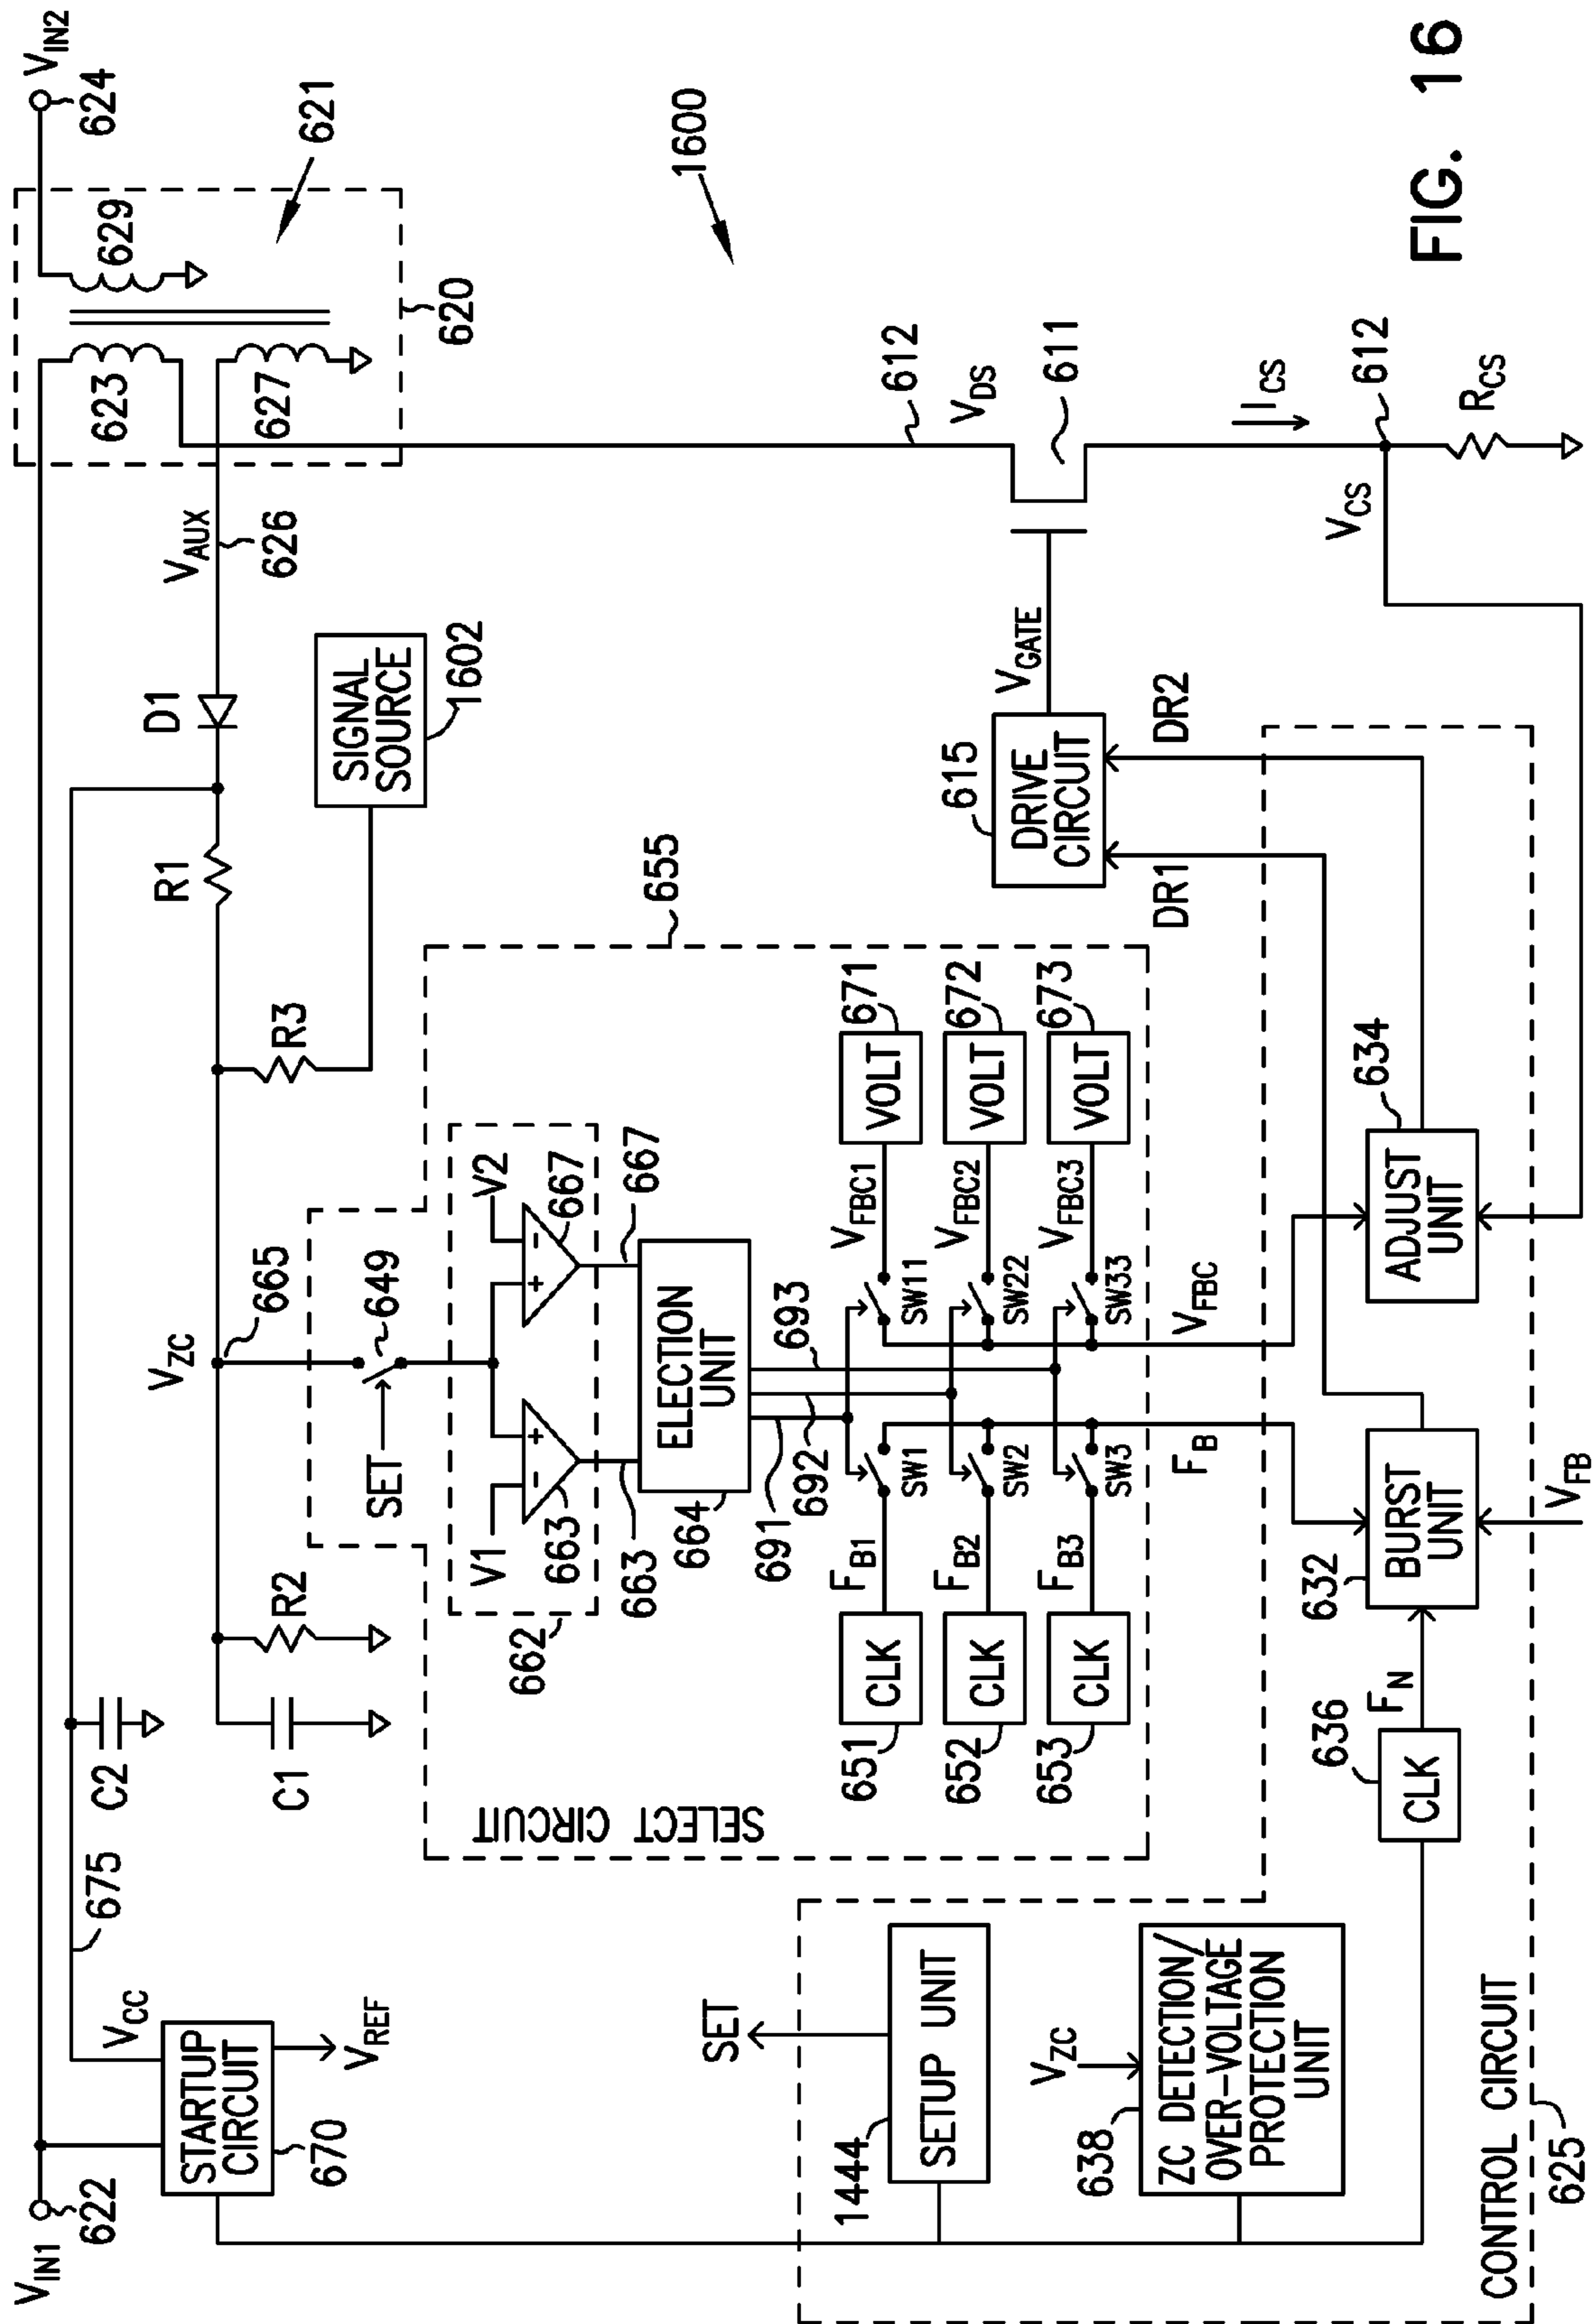 V_IN1
622
V_CC
675
STARTUP
CIRCUIT
670
V_REF
C2
C1
R2
V_ZC
665
R3
R1
D1
V_AUX
626
SIGNAL
SOURCE
1602
623
627
629
620
621
V_IN2
624
1600
SELECT CIRCUIT
655
SET
649
V1
V2
663
667
662
663
667
ELECTION
UNIT
664
691
692
693
CLK
651
F_B1
SW1
SW11
V_FBC1
VOLT
671
CLK
652
F_B2
SW2
SW22
V_FBC2
VOLT
672
CLK
653
F_B3
SW3
SW33
V_FBC3
VOLT
673
F_B
V_FBC
615
DRIVE
CIRCUIT
V_GATE
DR1
DR2
612
V_DS
611
I_CS
612
V_CS
R_CS
SET
1444
SETUP UNIT
V_ZC
638
ZC DETECTION/
OVER-VOLTAGE
PROTECTION
UNIT
636
CLK
F_N
632
BURST
UNIT
V_FB
634
ADJUST
UNIT
CONTROL CIRCUIT
625
FIG. 16